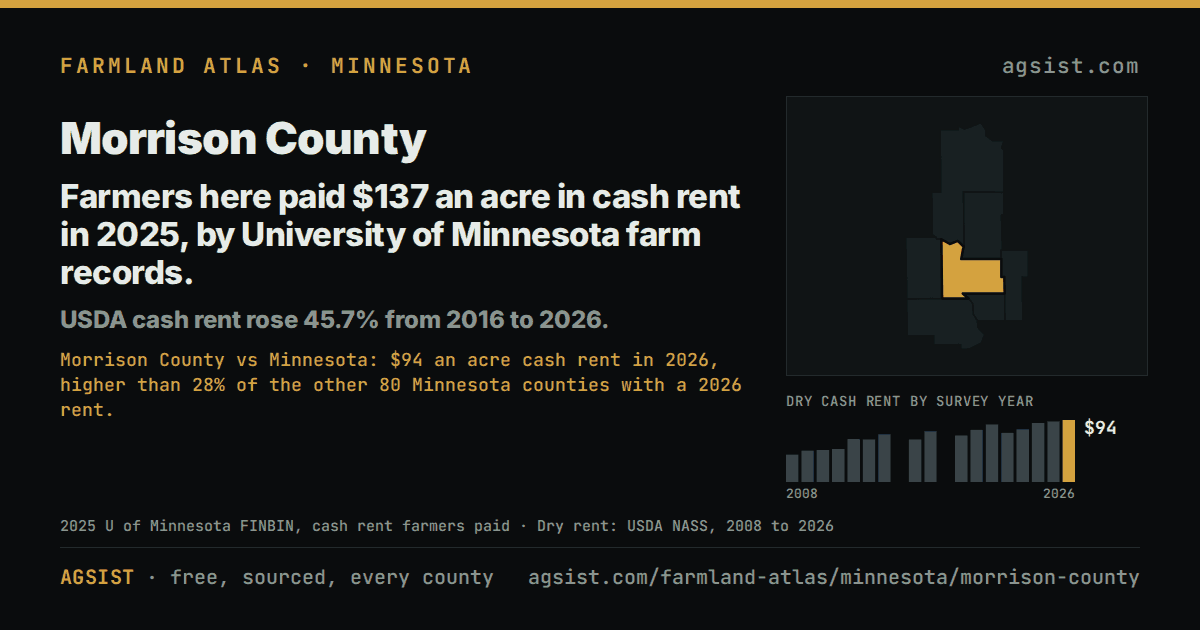 FARMLAND ATLAS · MINNESOTA
agsist.com
Morrison County
Farmers here paid $137 an acre in cash rent
in 2025, by University of Minnesota farm
records.
USDA cash rent rose 45.7% from 2016 to 2026.
Morrison County vs Minnesota: $94 an acre cash rent in 2026,
higher than 28% of the other 80 Minnesota counties with a 2026
rent.
DRY CASH RENT BY SURVEY YEAR
$94
2008
2026
2025 U of Minnesota FINBIN, cash rent farmers paid · Dry rent: USDA NASS, 2008 to 2026
AGSIST · free, sourced, every county
agsist.com/farmland-atlas/minnesota/morrison-county